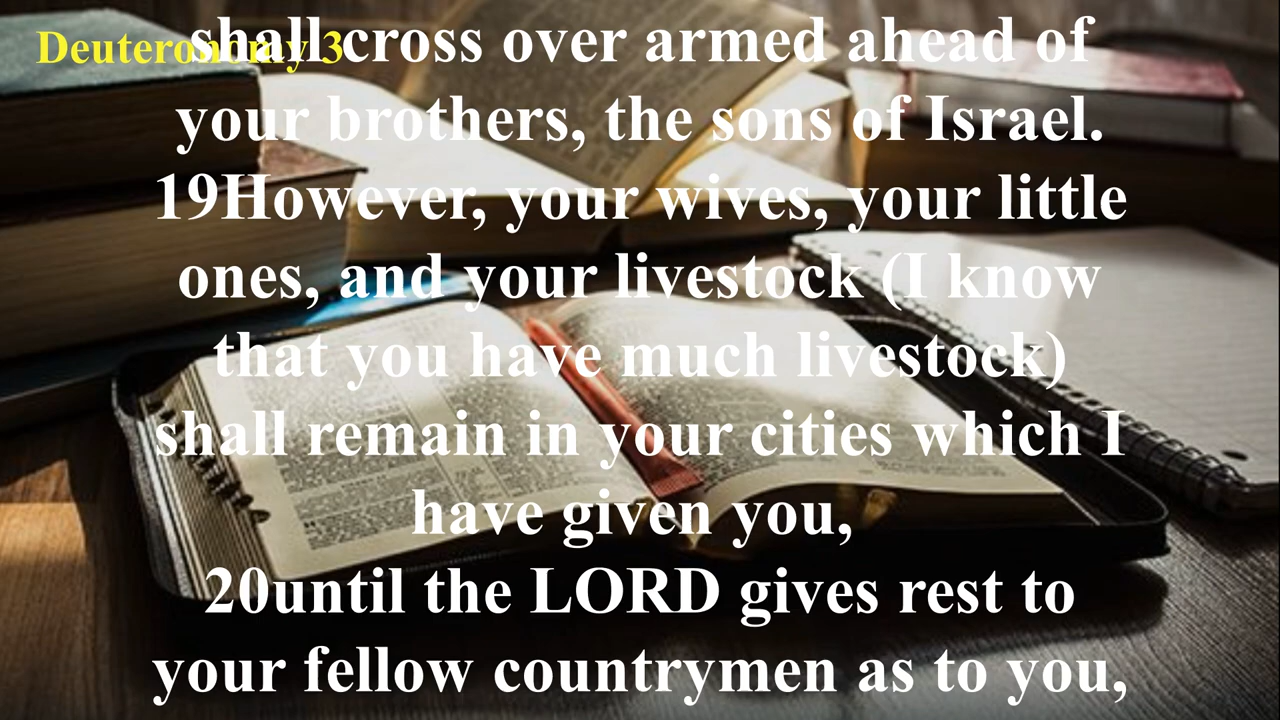 Deuteronomy 3
shall cross over armed ahead of
your brothers, the sons of Israel.
19However, your wives, your little
ones, and your livestock (I know
that you have much livestock)
shall remain in your cities which I
have given you,
20until the LORD gives rest to
your fellow countrymen as to you,